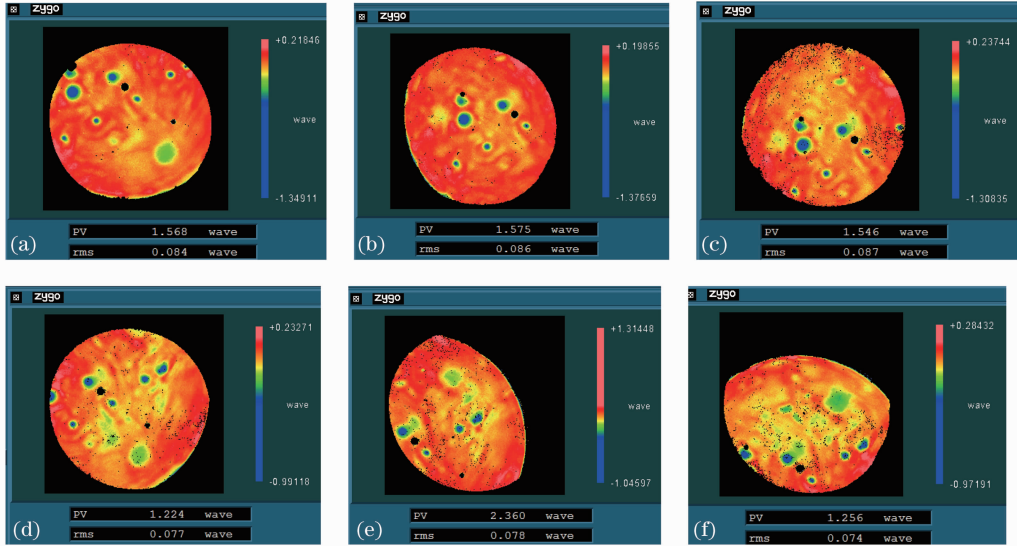 zygo
+0.21846
wave
-1.34911
PV 1.568 wave
rms 0.084 wave
(a)
zygo
+0.19855
wave
-1.37659
PV 1.575 wave
rms 0.086 wave
(b)
zygo
+0.23744
wave
-1.30835
PV 1.546 wave
rms 0.087 wave
(c)
zygo
+0.23271
wave
-0.99118
PV 1.224 wave
rms 0.077 wave
(d)
zygo
+1.31448
wave
-1.04597
PV 2.360 wave
rms 0.078 wave
(e)
zygo
+0.28432
wave
-0.97191
PV 1.256 wave
rms 0.074 wave
(f)